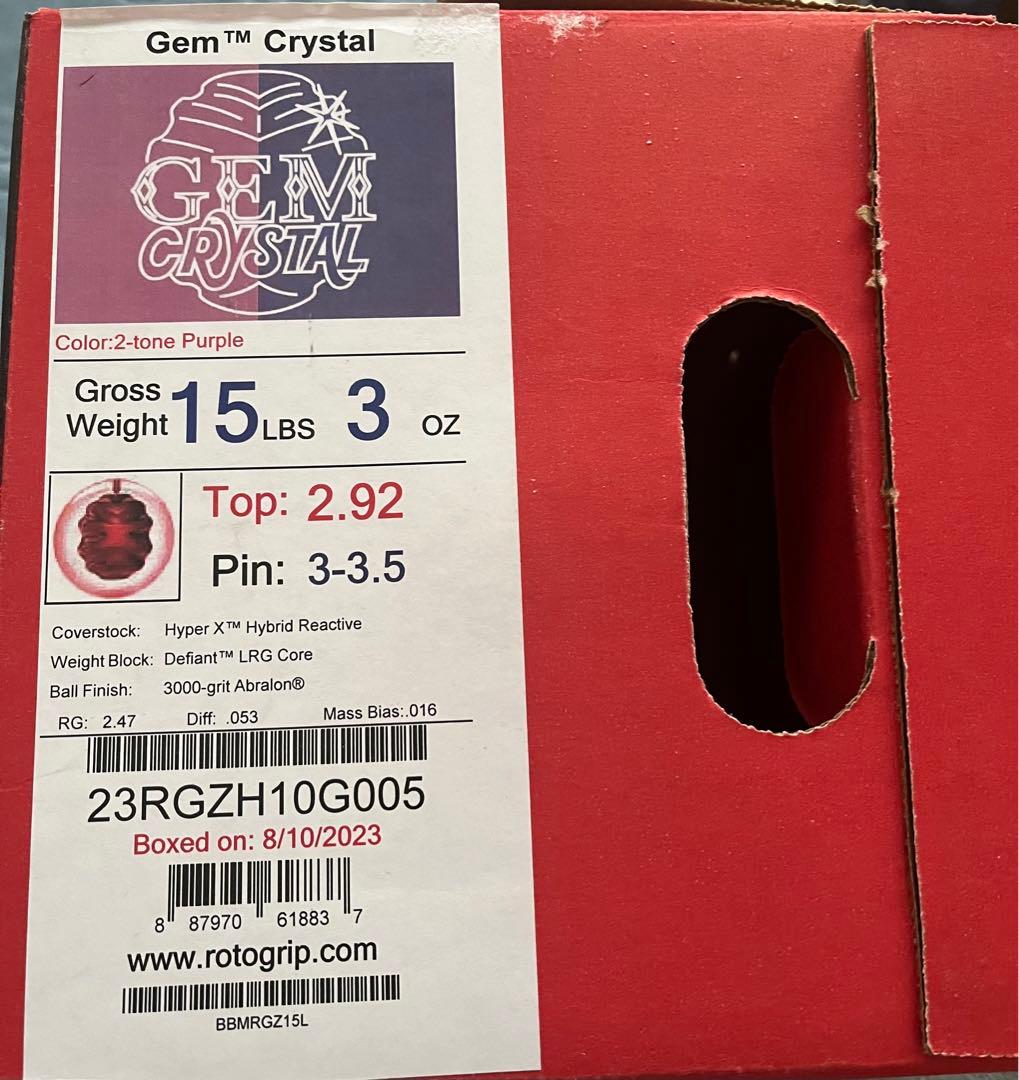 Gem™ Crystal
GEM
CRYSTAL
Color:2-tone Purple
Gross Weight 15 LBS 3 OZ
Top: 2.92
Pin: 3-3.5
Coverstock: Hyper X™ Hybrid Reactive
Weight Block: Defiant™ LRG Core
Ball Finish: 3000-grit Abralon®
RG: 2.47 Diff: .053 Mass Bias:.016
23RGZH10G005
Boxed on: 8/10/2023
8 87970 61883 7
www.rotogrip.com
BBMRGZ15L